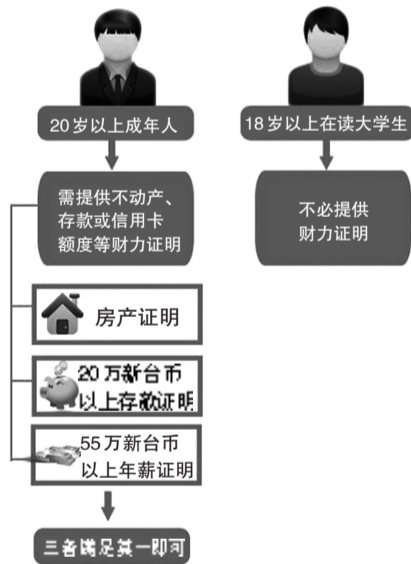 20岁以上成年人
18岁以上在读大学生
需提供不动产、
存款或信用卡
额度等财力证明
不必提供
财力证明
房产证明
20万新台币
以上存款证明
55万新台币
以上年薪证明
三者满足其一即可